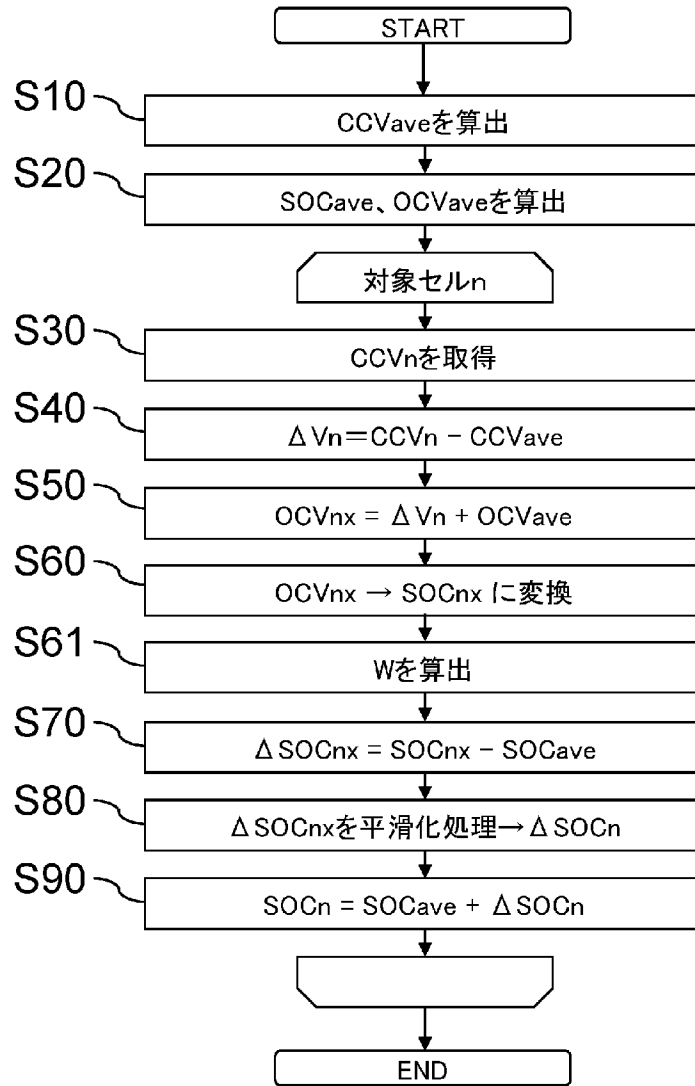 START
S10
CCVaveを算出
S20
SOCave、OCVaveを算出
対象セルn
S30
CCVnを取得
S40
ΔVn＝CCVn - CCVave
S50
OCVnx = ΔVn + OCVave
S60
OCVnx → SOCnx に変換
S61
Wを算出
S70
ΔSOCnx = SOCnx - SOCave
S80
ΔSOCnxを平滑化処理→ΔSOCn
S90
SOCn = SOCave + ΔSOCn
END